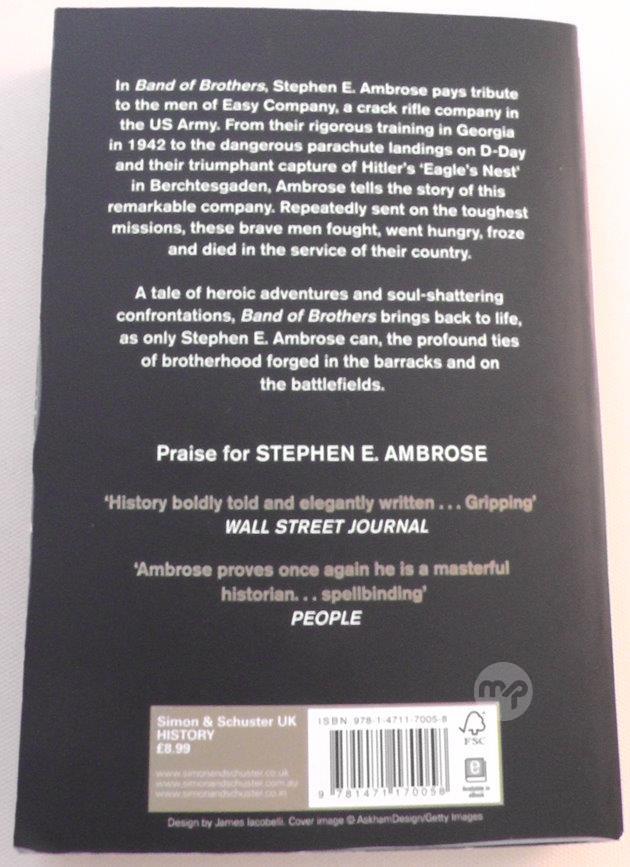 In Band of Brothers, Stephen E. Ambrose pays tribute
to the men of Easy Company, a crack rifle company in
the US Army. From their rigorous training in Georgia
in 1942 to the dangerous parachute landings on D-Day
and their triumphant capture of Hitler's 'Eagle's Nest'
in Berchtesgaden, Ambrose tells the story of this
remarkable company. Repeatedly sent on the toughest
missions, these brave men fought, went hungry, froze
and died in the service of their country.
A tale of heroic adventures and soul-shattering
confrontations, Band of Brothers brings back to life,
as only Stephen E. Ambrose can, the profound ties
of brotherhood forged in the barracks and on
the battlefields.
Praise for STEPHEN E. AMBROSE
'History boldly told and elegantly written . . . Gripping'
WALL STREET JOURNAL
'Ambrose proves once again he is a masterful
historian. . . spellbinding'
PEOPLE
mp
Simon & Schuster UK
HISTORY
£8.99
www.simonandschuster.co.uk
www.simonandschuster.com.au
www.simonandschuster.co.in
ISBN 978-1-4711-7005-8
9 781471 170058
FSC
e
Available as
eBook
Design by James Iacobelli. Cover image © AskhamDesign/Getty Images